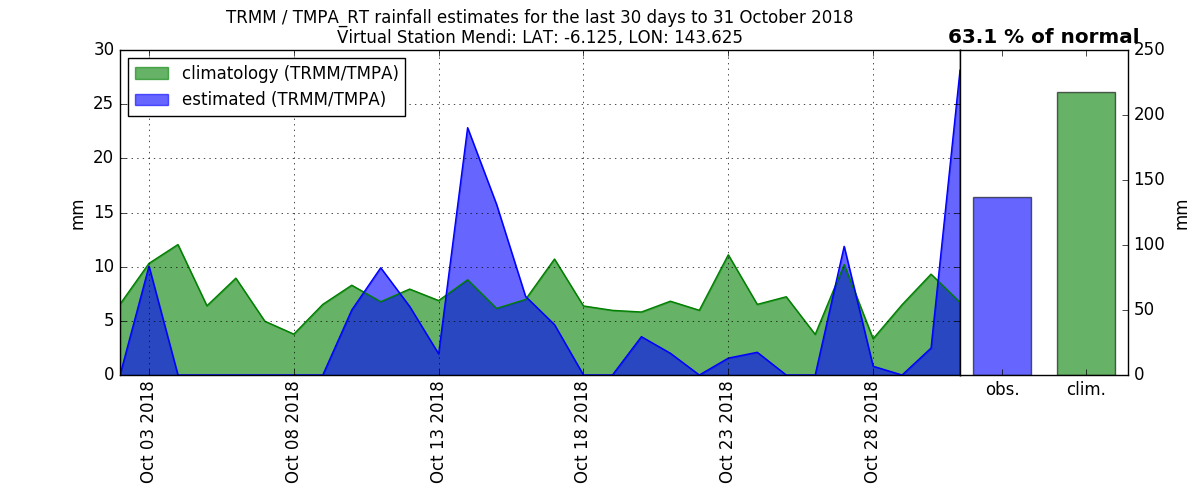 TRMM / TMPA_RT rainfall estimates for the last 30 days to 31 October 2018
Virtual Station Mendi: LAT: -6.125, LON: 143.625
63.1 % of normal
climatology (TRMM/TMPA)
estimated (TRMM/TMPA)
30
25
20
15
10
5
0
mm
250
200
150
100
50
0
mm
Oct 03 2018
Oct 08 2018
Oct 13 2018
Oct 18 2018
Oct 23 2018
Oct 28 2018
obs.
clim.